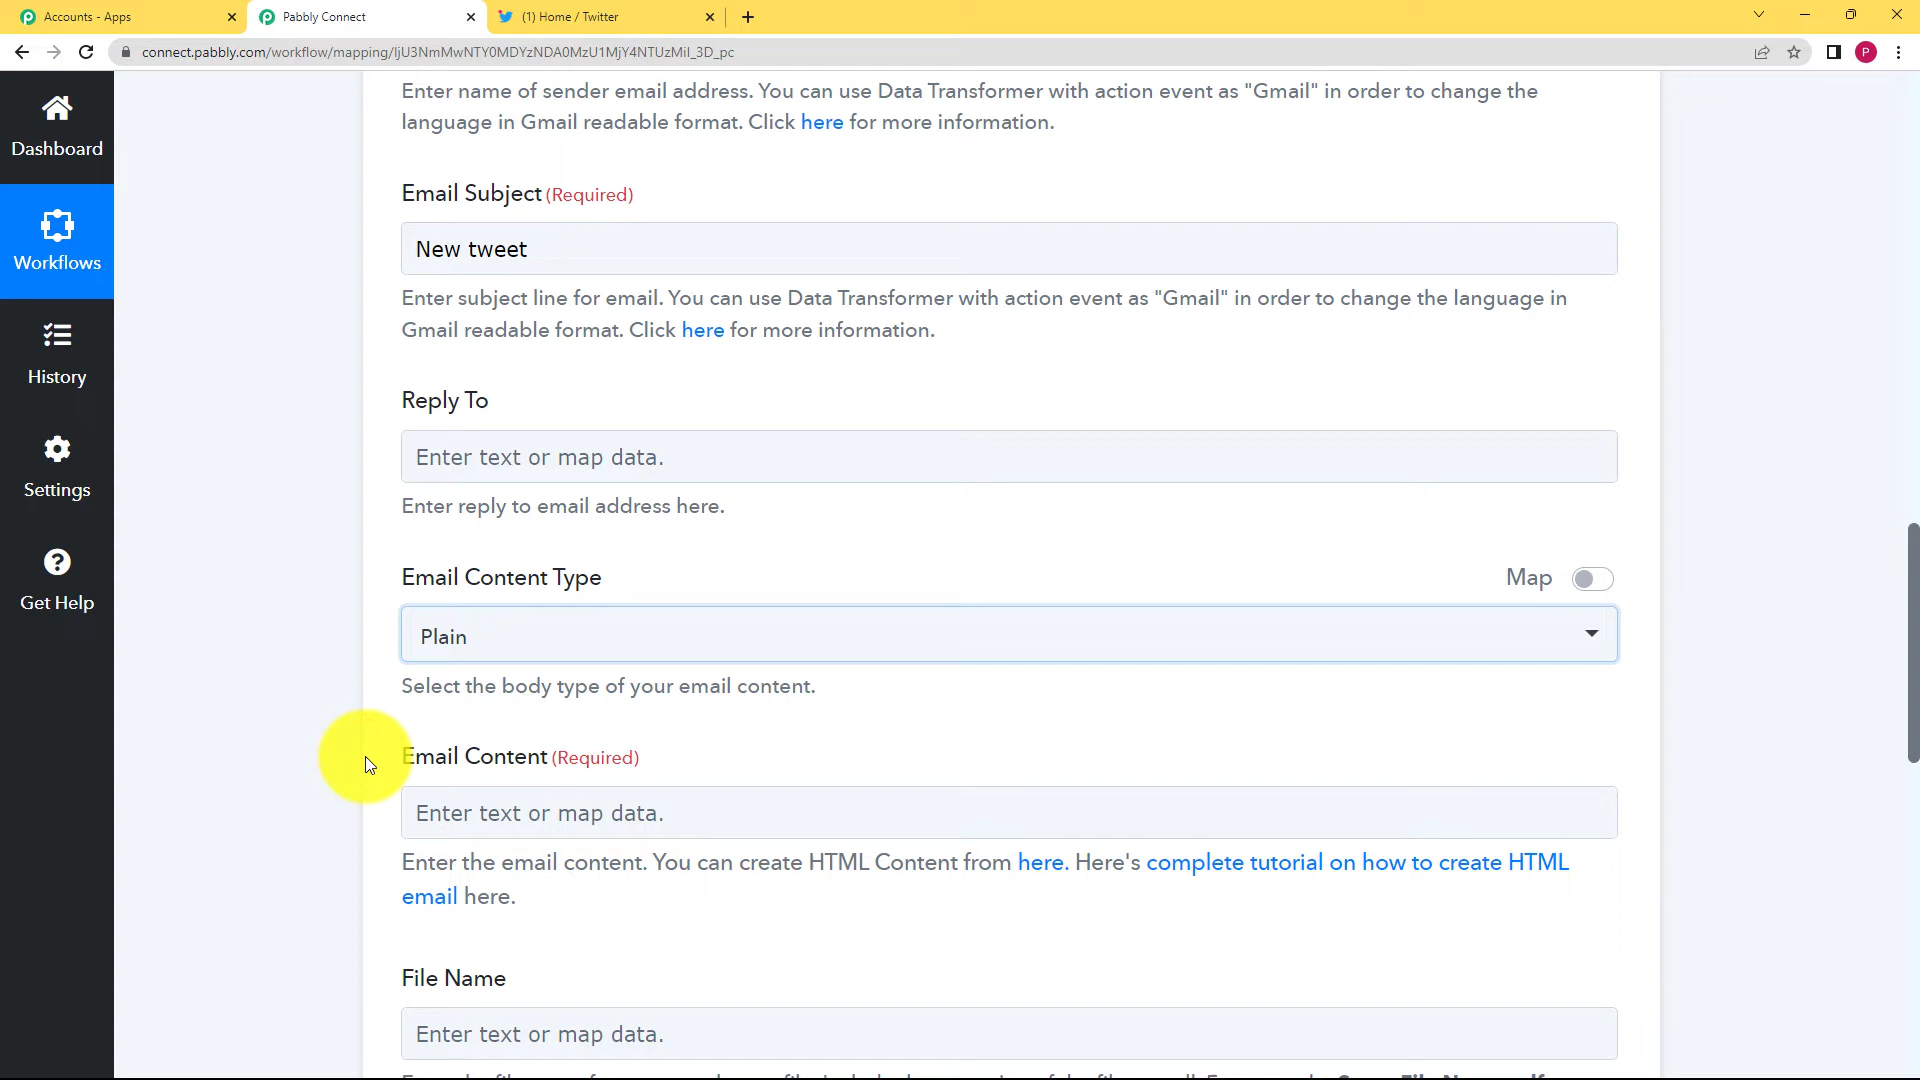 Accounts - Apps
Pabbly Connect
(1) Home / Twitter
connect.pabbly.com/workflow/mapping/IjU3NmMwNTY0MDYzNDA0MzU1MjY4NTUzMiI_3D_pc
P
Enter name of sender email address. You can use Data Transformer with action event as "Gmail" in order to change the
language in Gmail readable format. Click here for more information.
Dashboard
Email Subject (Required)
New tweet
Workflows
Enter subject line for email. You can use Data Transformer with action event as "Gmail" in order to change the language in
Gmail readable format. Click here for more information.
History
Reply To
Enter text or map data.
Settings
Enter reply to email address here.
Email Content Type
Map
Get Help
Plain
Select the body type of your email content.
Email Content (Required)
Enter text or map data.
Enter the email content. You can create HTML Content from here. Here's complete tutorial on how to create HTML
email here.
File Name
Enter text or map data.